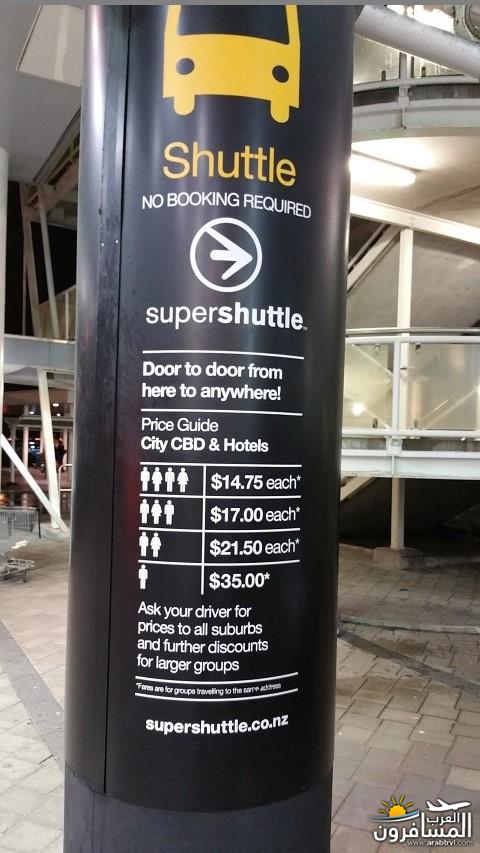 Shuttle
NO BOOKING REQUIRED
supershuttle
Door to door from
here to anywhere!
Price Guide
City CBD & Hotels
$14.75 each*
$17.00 each*
$21.50 each*
$35.00*
Ask your driver for
prices to all suburbs
and further discounts
for larger groups
*Fares are for groups travelling to the same address
supershuttle.co.nz
العرب
المسافرون
www.arabtrvl.com